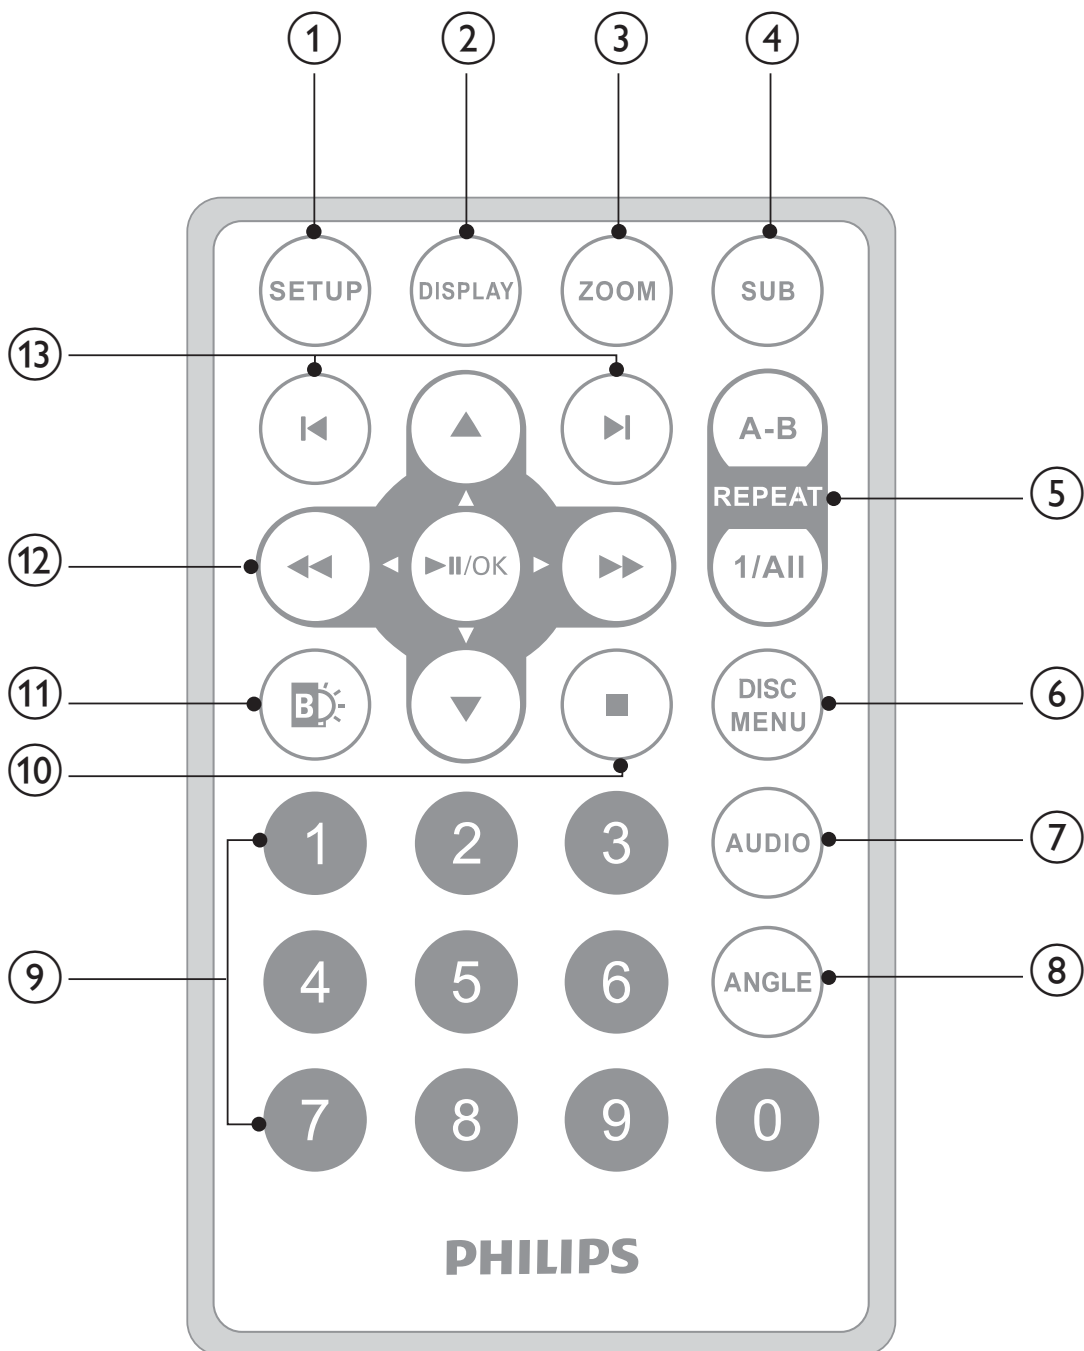 1 2 3 4
SETUP DISPLAY ZOOM SUB
13
A-B
REPEAT 5
12 /OK 1/All
11 B DISC MENU 6
10
1 2 3 AUDIO 7
9 4 5 6 ANGLE 8
7 8 9 0
PHILIPS